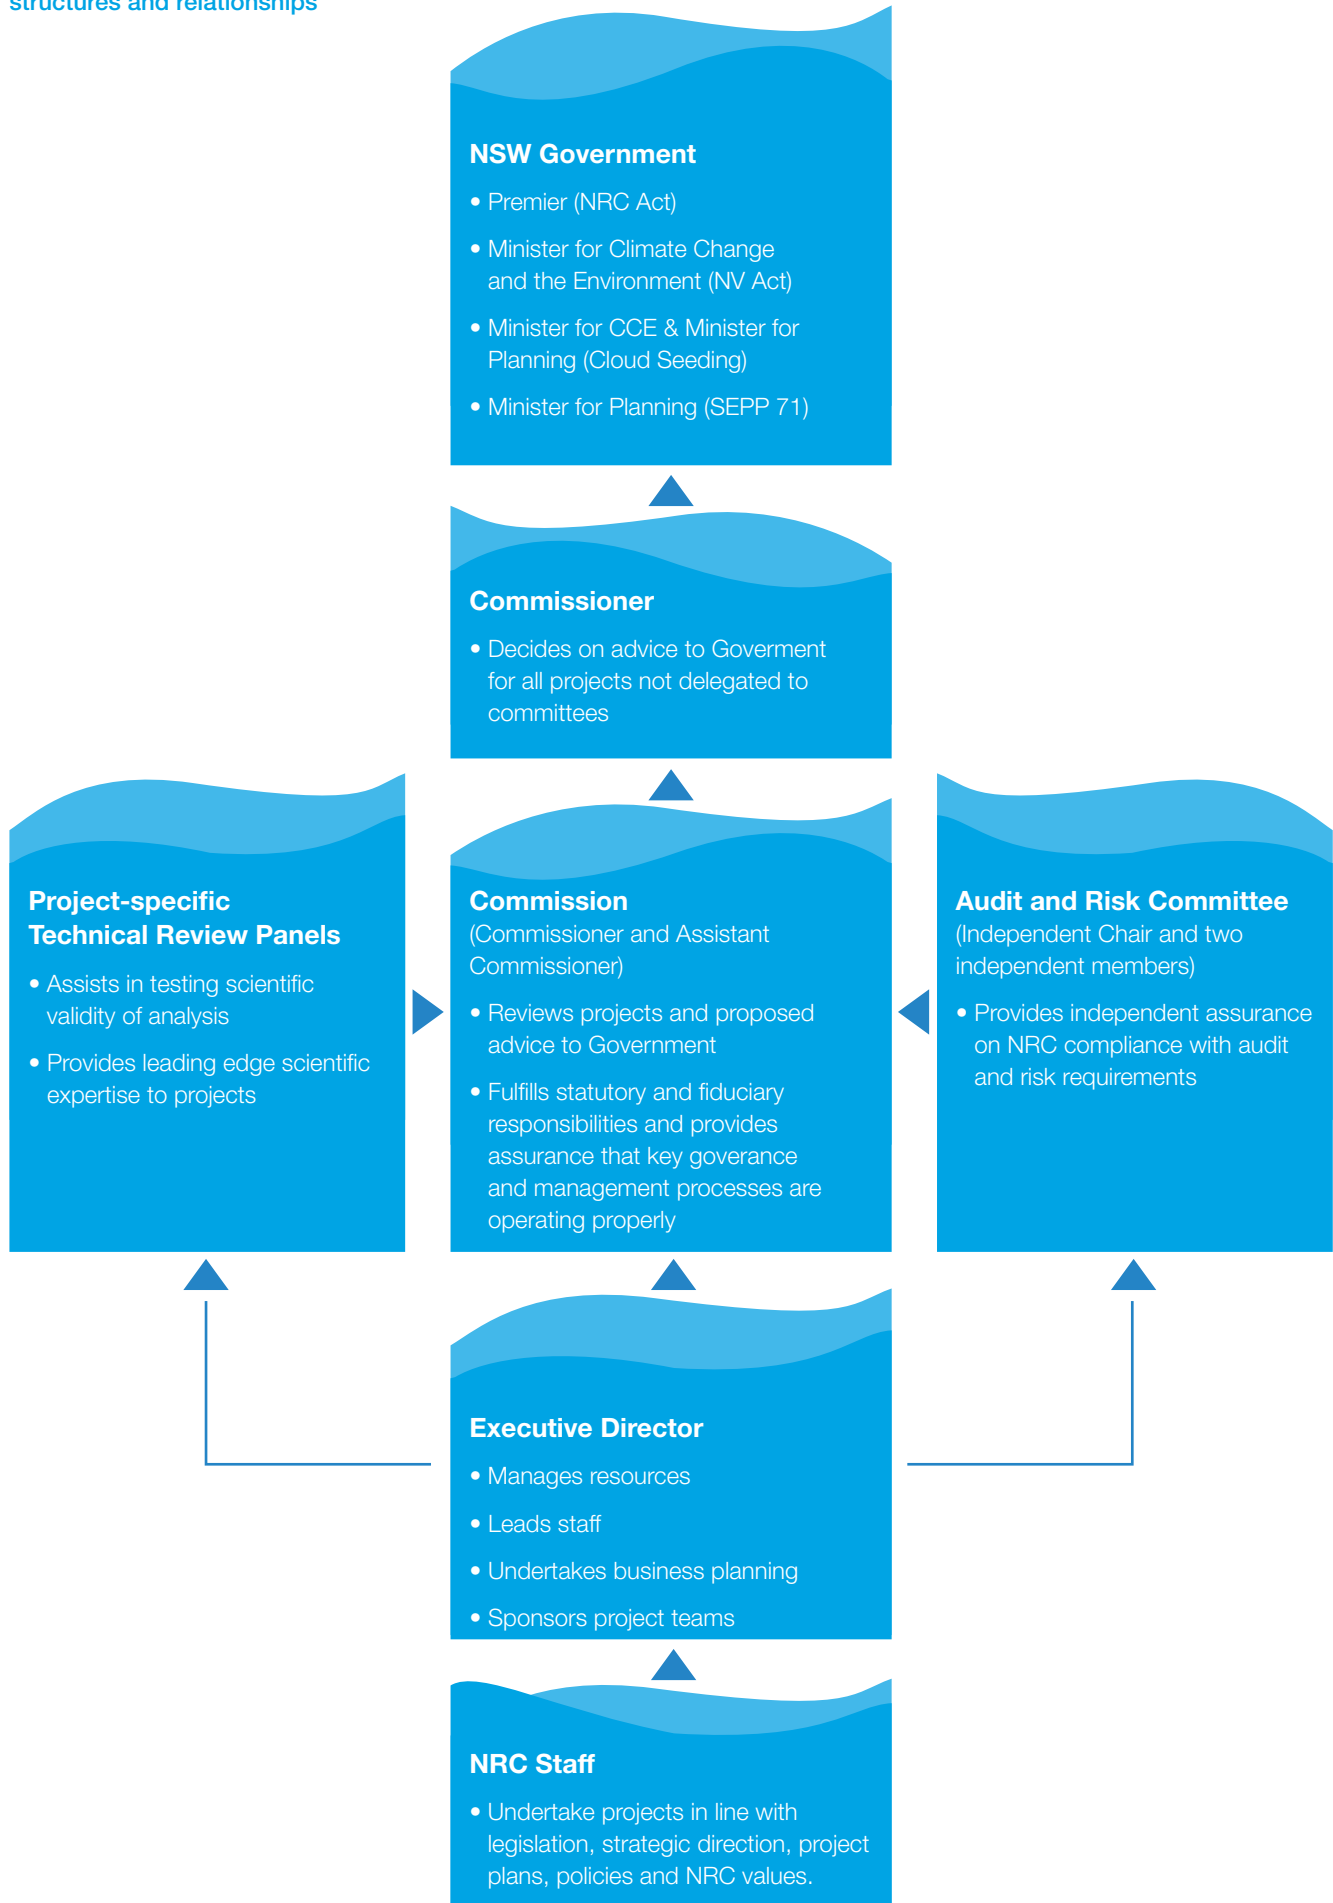 structures and relationships
NSW Government
• Premier (NRC Act)
• Minister for Climate Change
and the Environment (NV Act)
• Minister for CCE & Minister for
Planning (Cloud Seeding)
• Minister for Planning (SEPP 71)
Commissioner
• Decides on advice to Goverment
for all projects not delegated to
committees
Project-specific
Technical Review Panels
• Assists in testing scientific
validity of analysis
• Provides leading edge scientific
expertise to projects
Commission
(Commissioner and Assistant
Commissioner)
• Reviews projects and proposed
advice to Government
• Fulfills statutory and fiduciary
responsibilities and provides
assurance that key goverance
and management processes are
operating properly
Audit and Risk Committee
(Independent Chair and two
independent members)
• Provides independent assurance
on NRC compliance with audit
and risk requirements
Executive Director
• Manages resources
• Leads staff
• Undertakes business planning
• Sponsors project teams
NRC Staff
• Undertake projects in line with
legislation, strategic direction, project
plans, policies and NRC values.